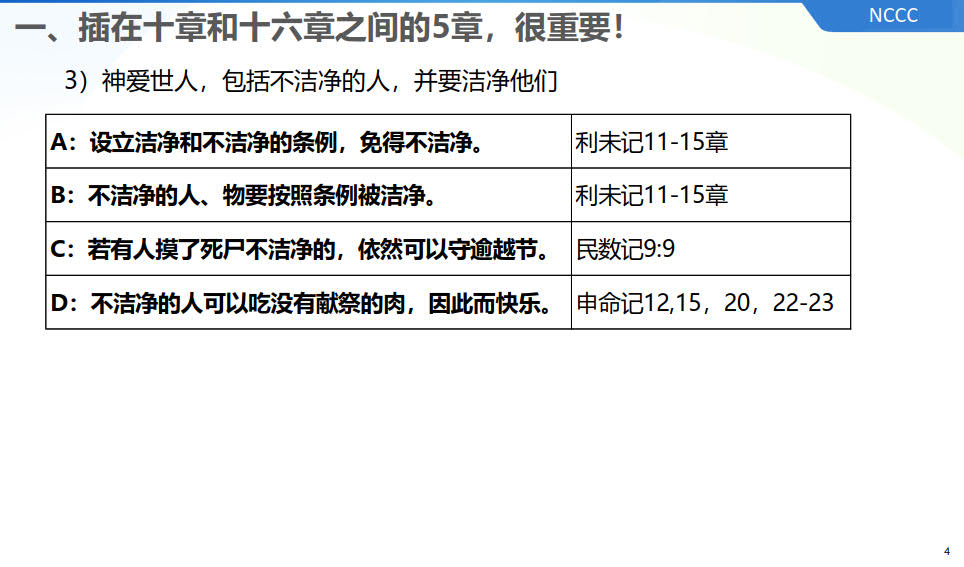 NCCC
一、插在十章和十六章之间的5章，很重要！
3）神爱世人，包括不洁净的人，并要洁净他们
A：设立洁净和不洁净的条例，免得不洁净。 利未记11-15章
B：不洁净的人、物要按照条例被洁净。 利未记11-15章
C：若有人摸了死尸不洁净的，依然可以守逾越节。 民数记9:9
D：不洁净的人可以吃没有献祭的肉，因此而快乐。 申命记12,15，20，22-23
4